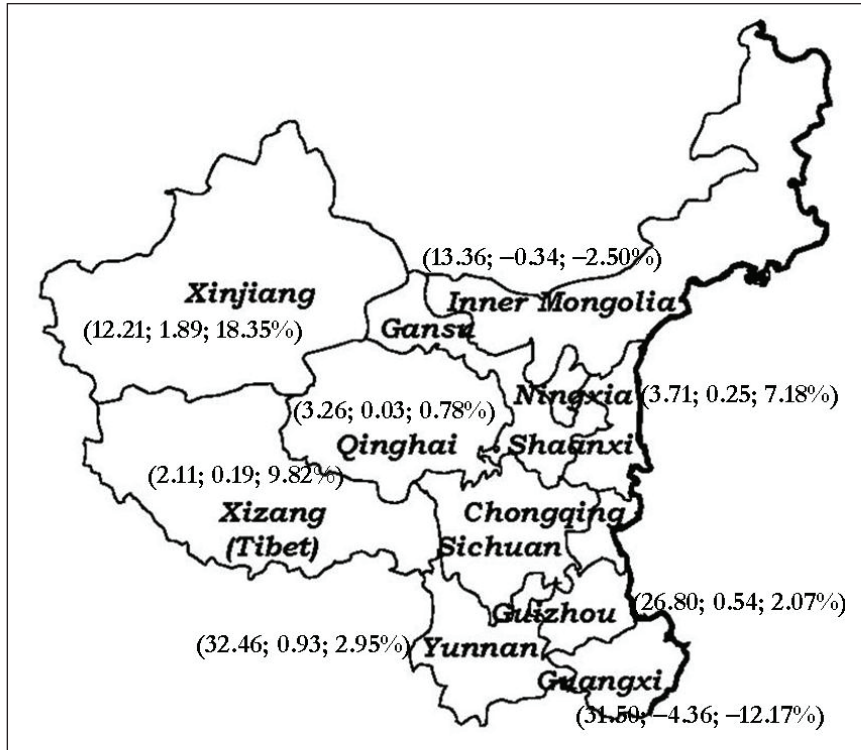 (13.36; –0.34; –2.50%)
Xinjiang
Inner Mongolia
(12.21; 1.89; 18.35%)
Gansu
Ningxia
(3.71; 0.25; 7.18%)
(3.26; 0.03; 0.78%)
Qinghai
Shaanxi
(2.11; 0.19; 9.82%)
Xizang
(Tibet)
Chongqing
Sichuan
(26.80; 0.54; 2.07%)
Guizhou
(32.46; 0.93; 2.95%)
Yunnan
Guangxi
(31.50; –4.36; –12.17%)